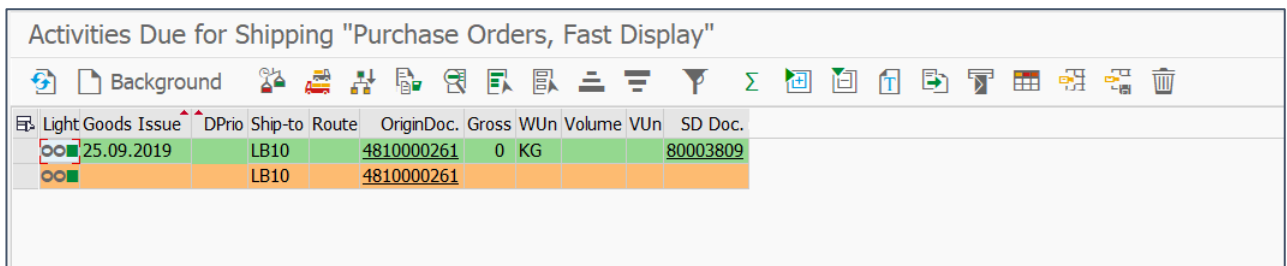 Activities Due for Shipping "Purchase Orders, Fast Display"
Background
Light Goods Issue DPrio Ship-to Route OriginDoc. Gross WUn Volume VUn SD Doc.
25.09.2019 LB10 4810000261 0 KG 80003809
LB10 4810000261